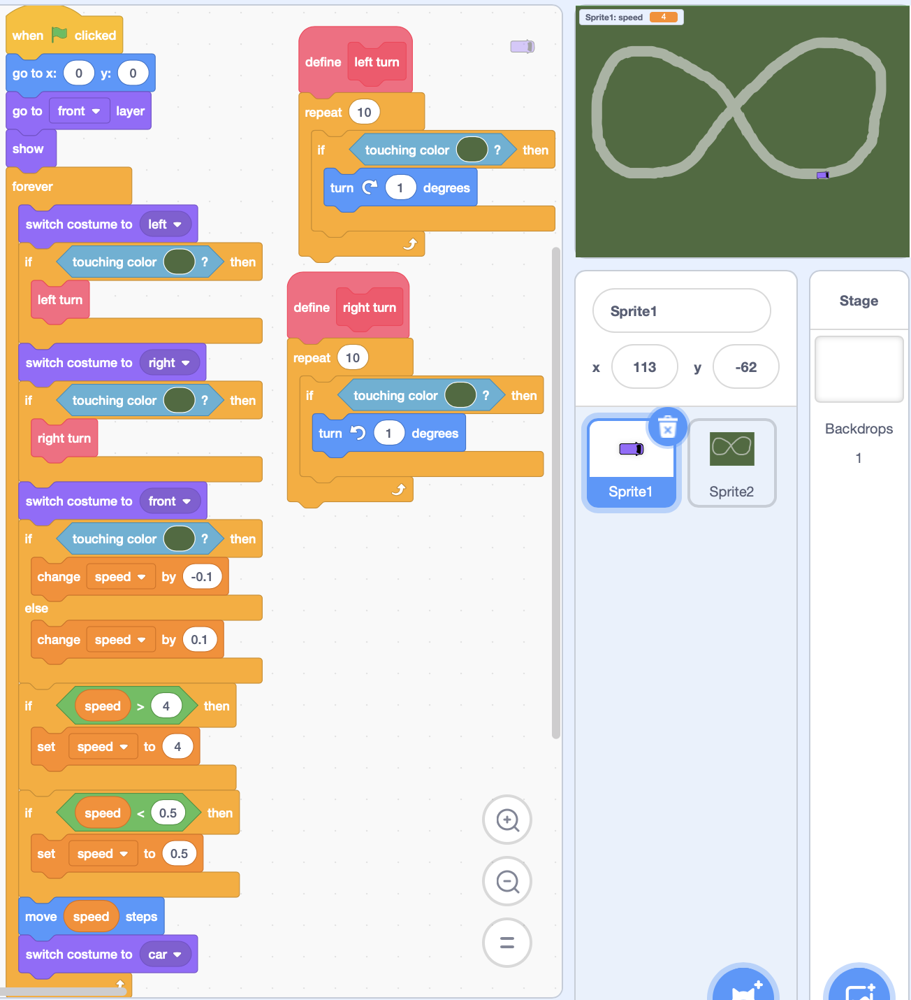 when clicked
go to x: 0 y: 0
go to front layer
show
forever
switch costume to left
if touching color ? then
left turn
switch costume to right
if touching color ? then
right turn
switch costume to front
if touching color ? then
change speed by -0.1
else
change speed by 0.1
if speed > 4 then
set speed to 4
if speed < 0.5 then
set speed to 0.5
move speed steps
switch costume to car
define left turn
repeat 10
if touching color ? then
turn 1 degrees
define right turn
repeat 10
if touching color ? then
turn 1 degrees
Sprite1: speed 4
Sprite1
x 113 y -62
Sprite1
Sprite2
Stage
Backdrops
1